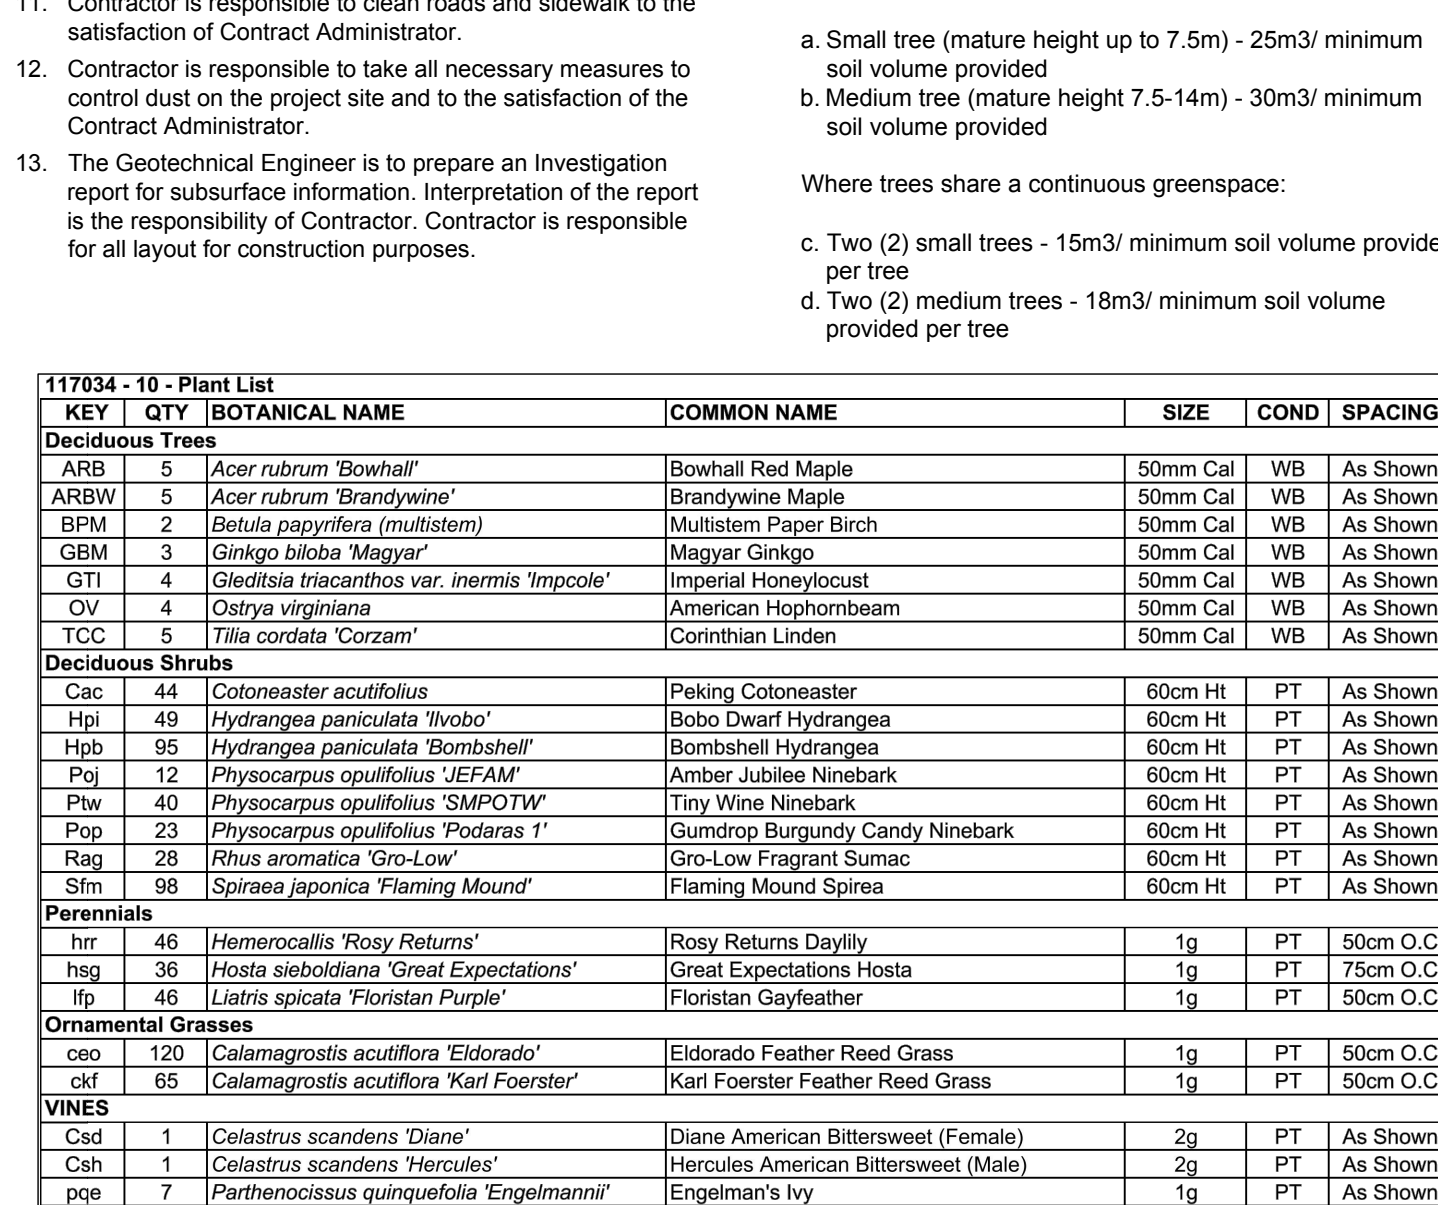 11. Contractor is responsible to clean roads and sidewalk to the
satisfaction of Contract Administrator.
12. Contractor is responsible to take all necessary measures to
control dust on the project site and to the satisfaction of the
Contract Administrator.
13. The Geotechnical Engineer is to prepare an Investigation
report for subsurface information. Interpretation of the report
is the responsibility of Contractor. Contractor is responsible
for all layout for construction purposes.
a. Small tree (mature height up to 7.5m) - 25m3/ minimum
soil volume provided
b. Medium tree (mature height 7.5-14m) - 30m3/ minimum
soil volume provided
Where trees share a continuous greenspace:
c. Two (2) small trees - 15m3/ minimum soil volume provide
per tree
d. Two (2) medium trees - 18m3/ minimum soil volume
provided per tree
117034 - 10 - Plant List
KEY QTY BOTANICAL NAME COMMON NAME SIZE COND SPACING
Deciduous Trees
ARB 5 Acer rubrum 'Bowhall' Bowhall Red Maple 50mm Cal WB As Shown
ARBW 5 Acer rubrum 'Brandywine' Brandywine Maple 50mm Cal WB As Shown
BPM 2 Betula papyrifera (multistem) Multistem Paper Birch 50mm Cal WB As Shown
GBM 3 Ginkgo biloba 'Magyar' Magyar Ginkgo 50mm Cal WB As Shown
GTI 4 Gleditsia triacanthos var. inermis 'Impcole' Imperial Honeylocust 50mm Cal WB As Shown
OV 4 Ostrya virginiana American Hophornbeam 50mm Cal WB As Shown
TCC 5 Tilia cordata 'Corzam' Corinthian Linden 50mm Cal WB As Shown
Deciduous Shrubs
Cac 44 Cotoneaster acutifolius Peking Cotoneaster 60cm Ht PT As Shown
Hpi 49 Hydrangea paniculata 'Ilvobo' Bobo Dwarf Hydrangea 60cm Ht PT As Shown
Hpb 95 Hydrangea paniculata 'Bombshell' Bombshell Hydrangea 60cm Ht PT As Shown
Poj 12 Physocarpus opulifolius 'JEFAM' Amber Jubilee Ninebark 60cm Ht PT As Shown
Ptw 40 Physocarpus opulifolius 'SMPOTW' Tiny Wine Ninebark 60cm Ht PT As Shown
Pop 23 Physocarpus opulifolius 'Podaras 1' Gumdrop Burgundy Candy Ninebark 60cm Ht PT As Shown
Rag 28 Rhus aromatica 'Gro-Low' Gro-Low Fragrant Sumac 60cm Ht PT As Shown
Sfm 98 Spiraea japonica 'Flaming Mound' Flaming Mound Spirea 60cm Ht PT As Shown
Perennials
hrr 46 Hemerocallis 'Rosy Returns' Rosy Returns Daylily 1g PT 50cm O.C
hsg 36 Hosta sieboldiana 'Great Expectations' Great Expectations Hosta 1g PT 75cm O.C
lfp 46 Liatris spicata 'Floristan Purple' Floristan Gayfeather 1g PT 50cm O.C
Ornamental Grasses
ceo 120 Calamagrostis acutiflora 'Eldorado' Eldorado Feather Reed Grass 1g PT 50cm O.C
ckf 65 Calamagrostis acutiflora 'Karl Foerster' Karl Foerster Feather Reed Grass 1g PT 50cm O.C
VINES
Csd 1 Celastrus scandens 'Diane' Diane American Bittersweet (Female) 2g PT As Shown
Csh 1 Celastrus scandens 'Hercules' Hercules American Bittersweet (Male) 2g PT As Shown
pqe 7 Parthenocissus quinquefolia 'Engelmannii' Engelman's Ivy 1g PT As Shown